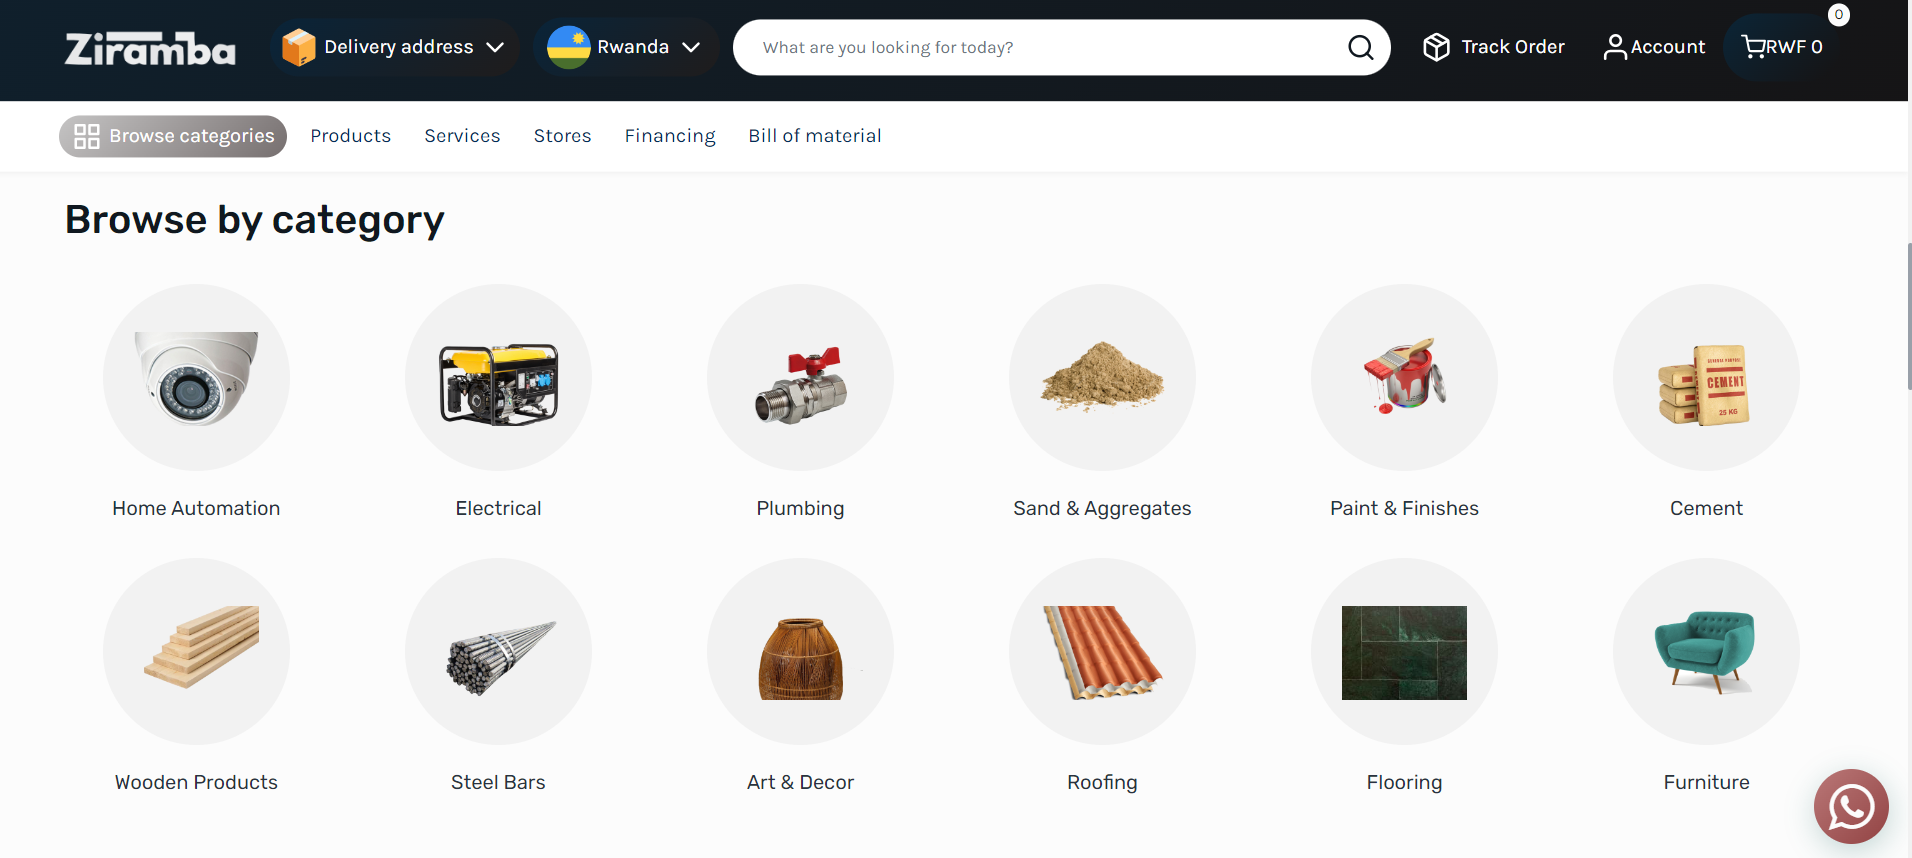 Ziramba
Delivery address
Rwanda
What are you looking for today?
Track Order
Account
RWF 0
0
Browse categories
Products
Services
Stores
Financing
Bill of material
Browse by category
CEMENT
25 KG
Home Automation
Electrical
Plumbing
Sand & Aggregates
Paint & Finishes
Cement
Wooden Products
Steel Bars
Art & Decor
Roofing
Flooring
Furniture